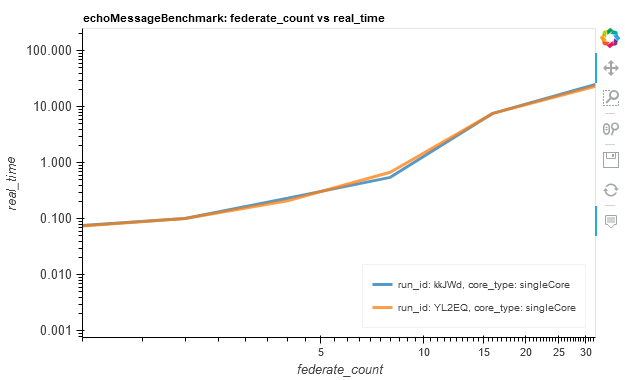 echoMessageBenchmark: federate_count vs real_time
100.000
10.000
1.000
0.100
0.010
0.001
real_time
run_id: kkJWd, core_type: singleCore
run_id: YL2EQ, core_type: singleCore
5 10 15 20 25 30
federate_count